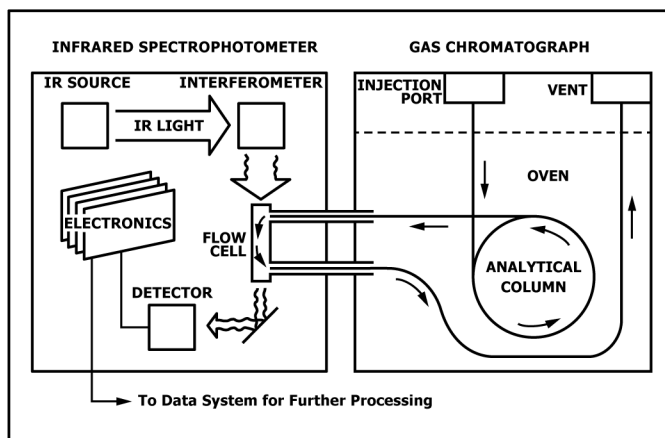 INFRARED SPECTROPHOTOMETER
IR SOURCE
INTERFEROMETER
IR LIGHT
ELECTRONICS
FLOW
CELL
DETECTOR
To Data System for Further Processing
GAS CHROMATOGRAPH
INJECTION
PORT
VENT
OVEN
ANALYTICAL
COLUMN